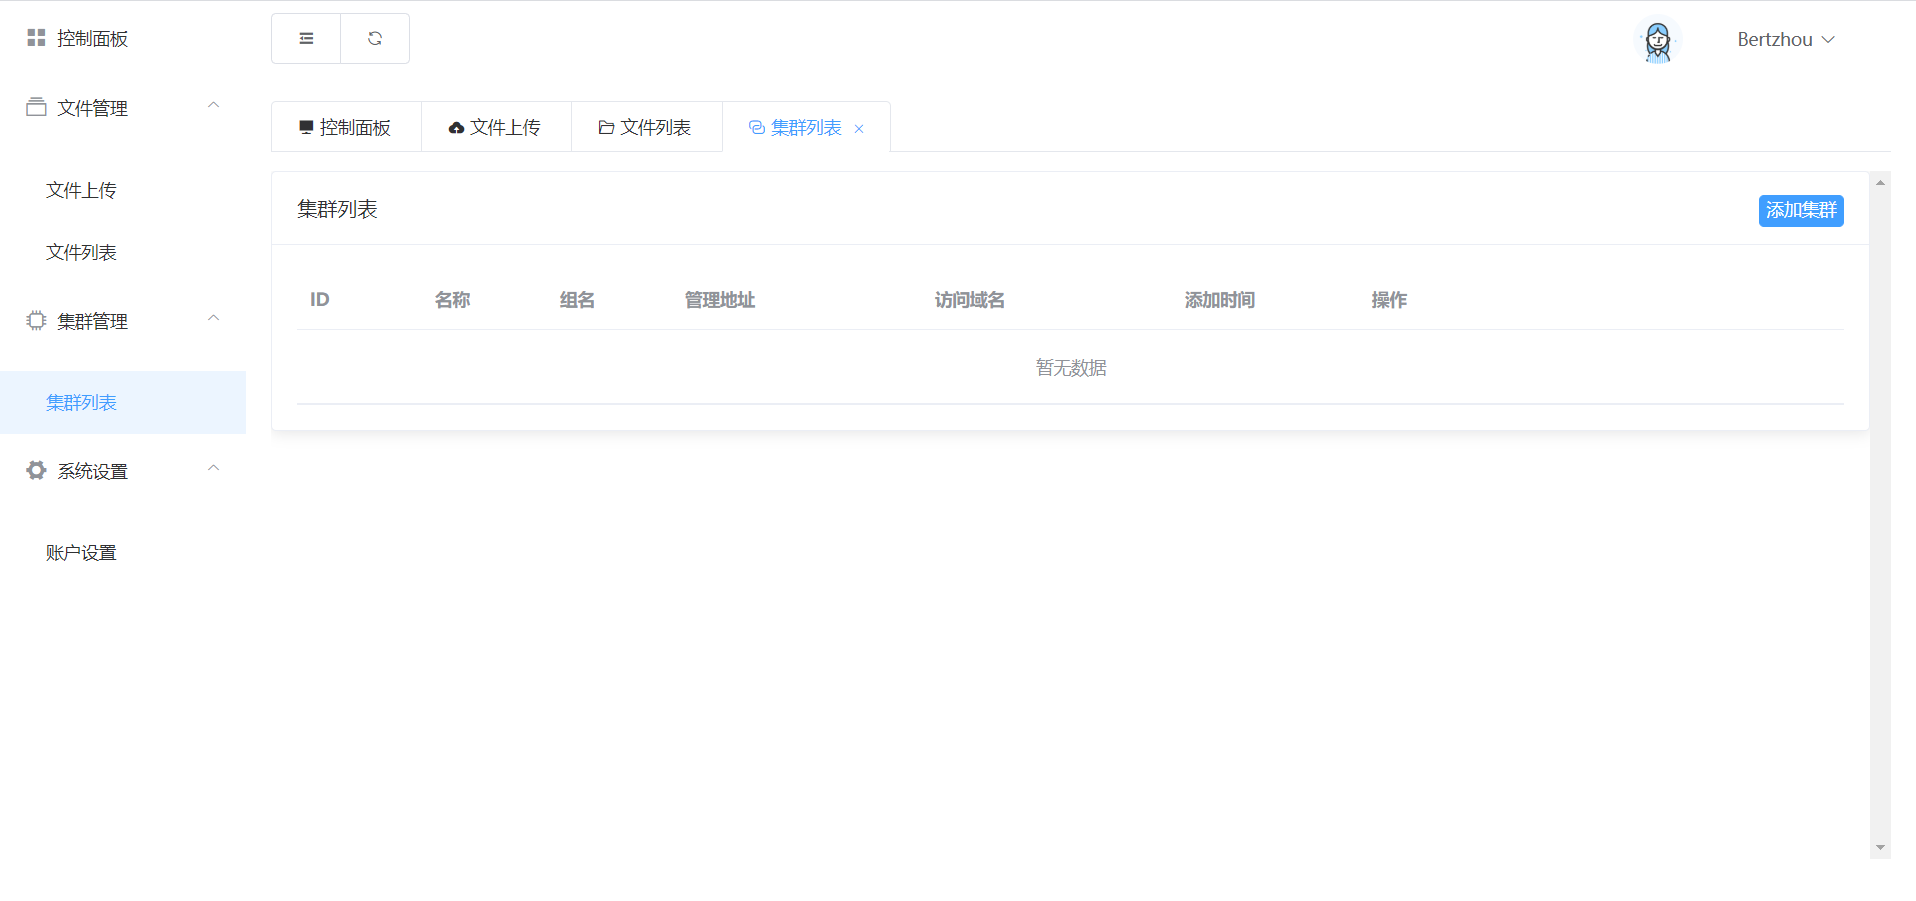 控制面板
文件管理
文件上传
文件列表
集群管理
集群列表
系统设置
账户设置
Bertzhou
控制面板 文件上传 文件列表 集群列表
集群列表 添加集群
ID 名称 组名 管理地址 访问域名 添加时间 操作
暂无数据